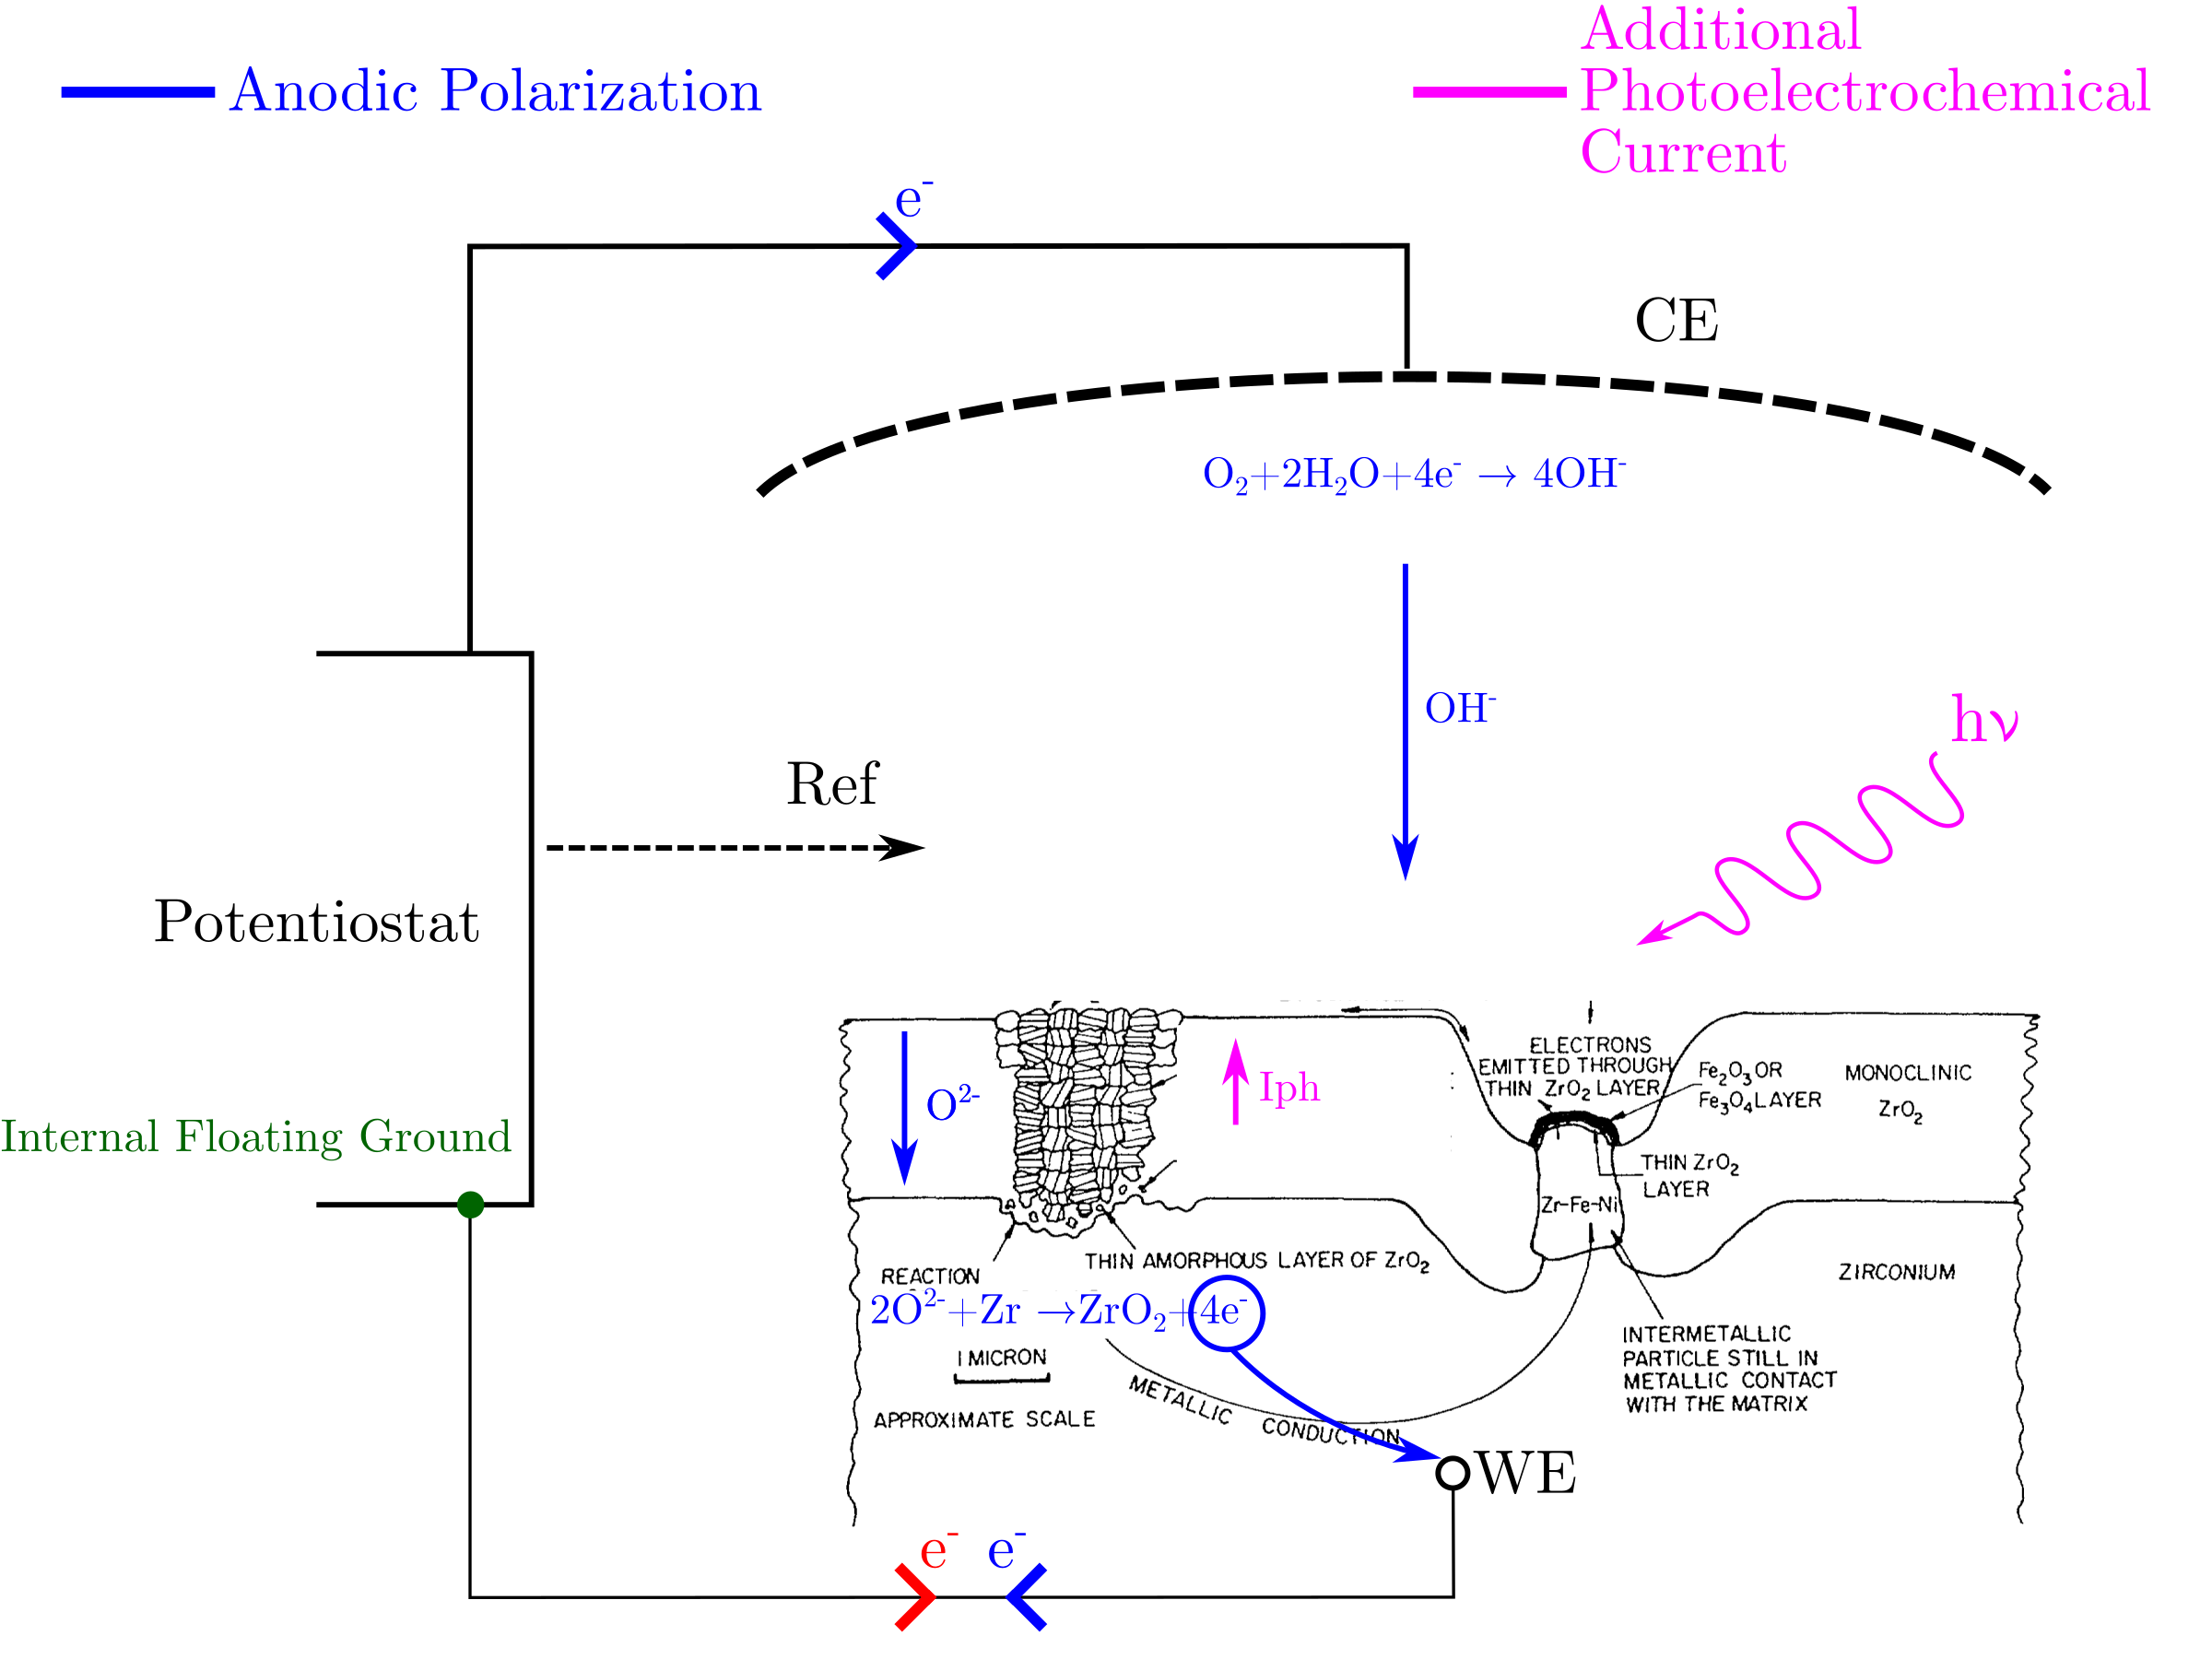 Anodic Polarization
Additional
Photoelectrochemical
Current
e⁻
CE
O₂+2H₂O+4e⁻ → 4OH⁻
OH⁻
hν
Ref
Potentiostat
Internal Floating Ground
O²⁻
Iph
ELECTRONS
EMITTED THROUGH
THIN ZrO₂ LAYER
Fe₂O₃ OR
Fe₃O₄ LAYER
MONOCLINIC
ZrO₂
THIN ZrO₂
LAYER
Zr-Fe-Ni
THIN AMORPHOUS LAYER OF ZrO₂
REACTION
ZIRCONIUM
2O²⁻+Zr →ZrO₂+4e⁻
INTERMETALLIC
PARTICLE STILL IN
METALLIC CONTACT
WITH THE MATRIX
1 MICRON
METALLIC CONDUCTION
APPROXIMATE SCALE
WE
e⁻ e⁻